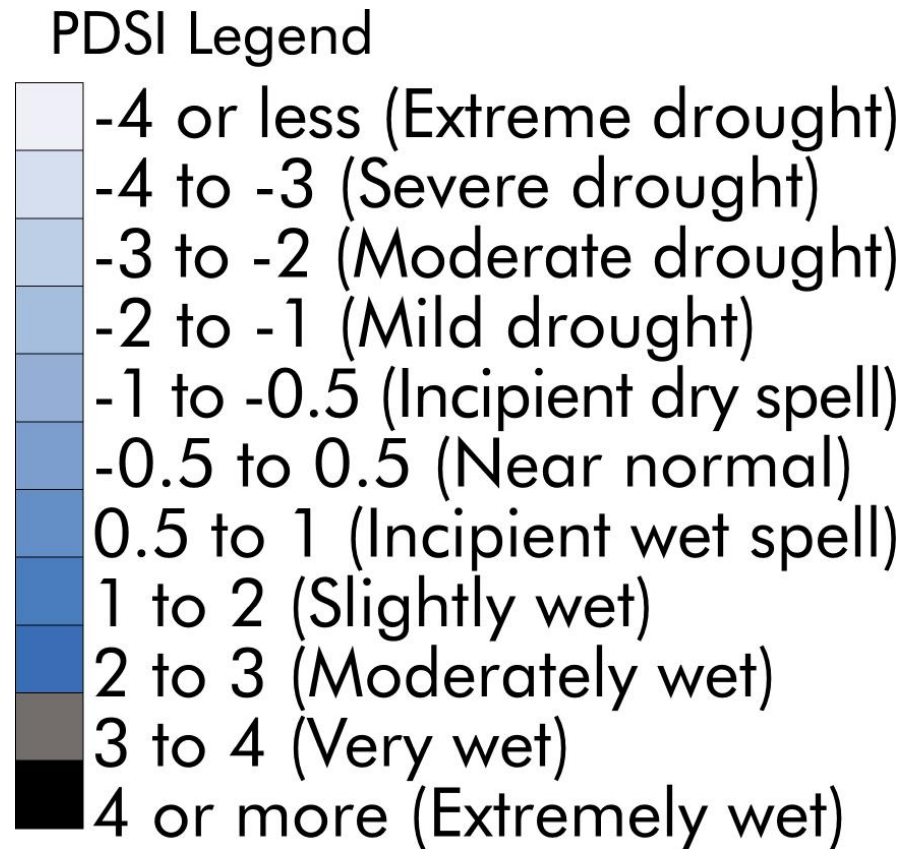 PDSI Legend
-4 or less (Extreme drought)
-4 to -3 (Severe drought)
-3 to -2 (Moderate drought)
-2 to -1 (Mild drought)
-1 to -0.5 (Incipient dry spell)
-0.5 to 0.5 (Near normal)
0.5 to 1 (Incipient wet spell)
1 to 2 (Slightly wet)
2 to 3 (Moderately wet)
3 to 4 (Very wet)
4 or more (Extremely wet)